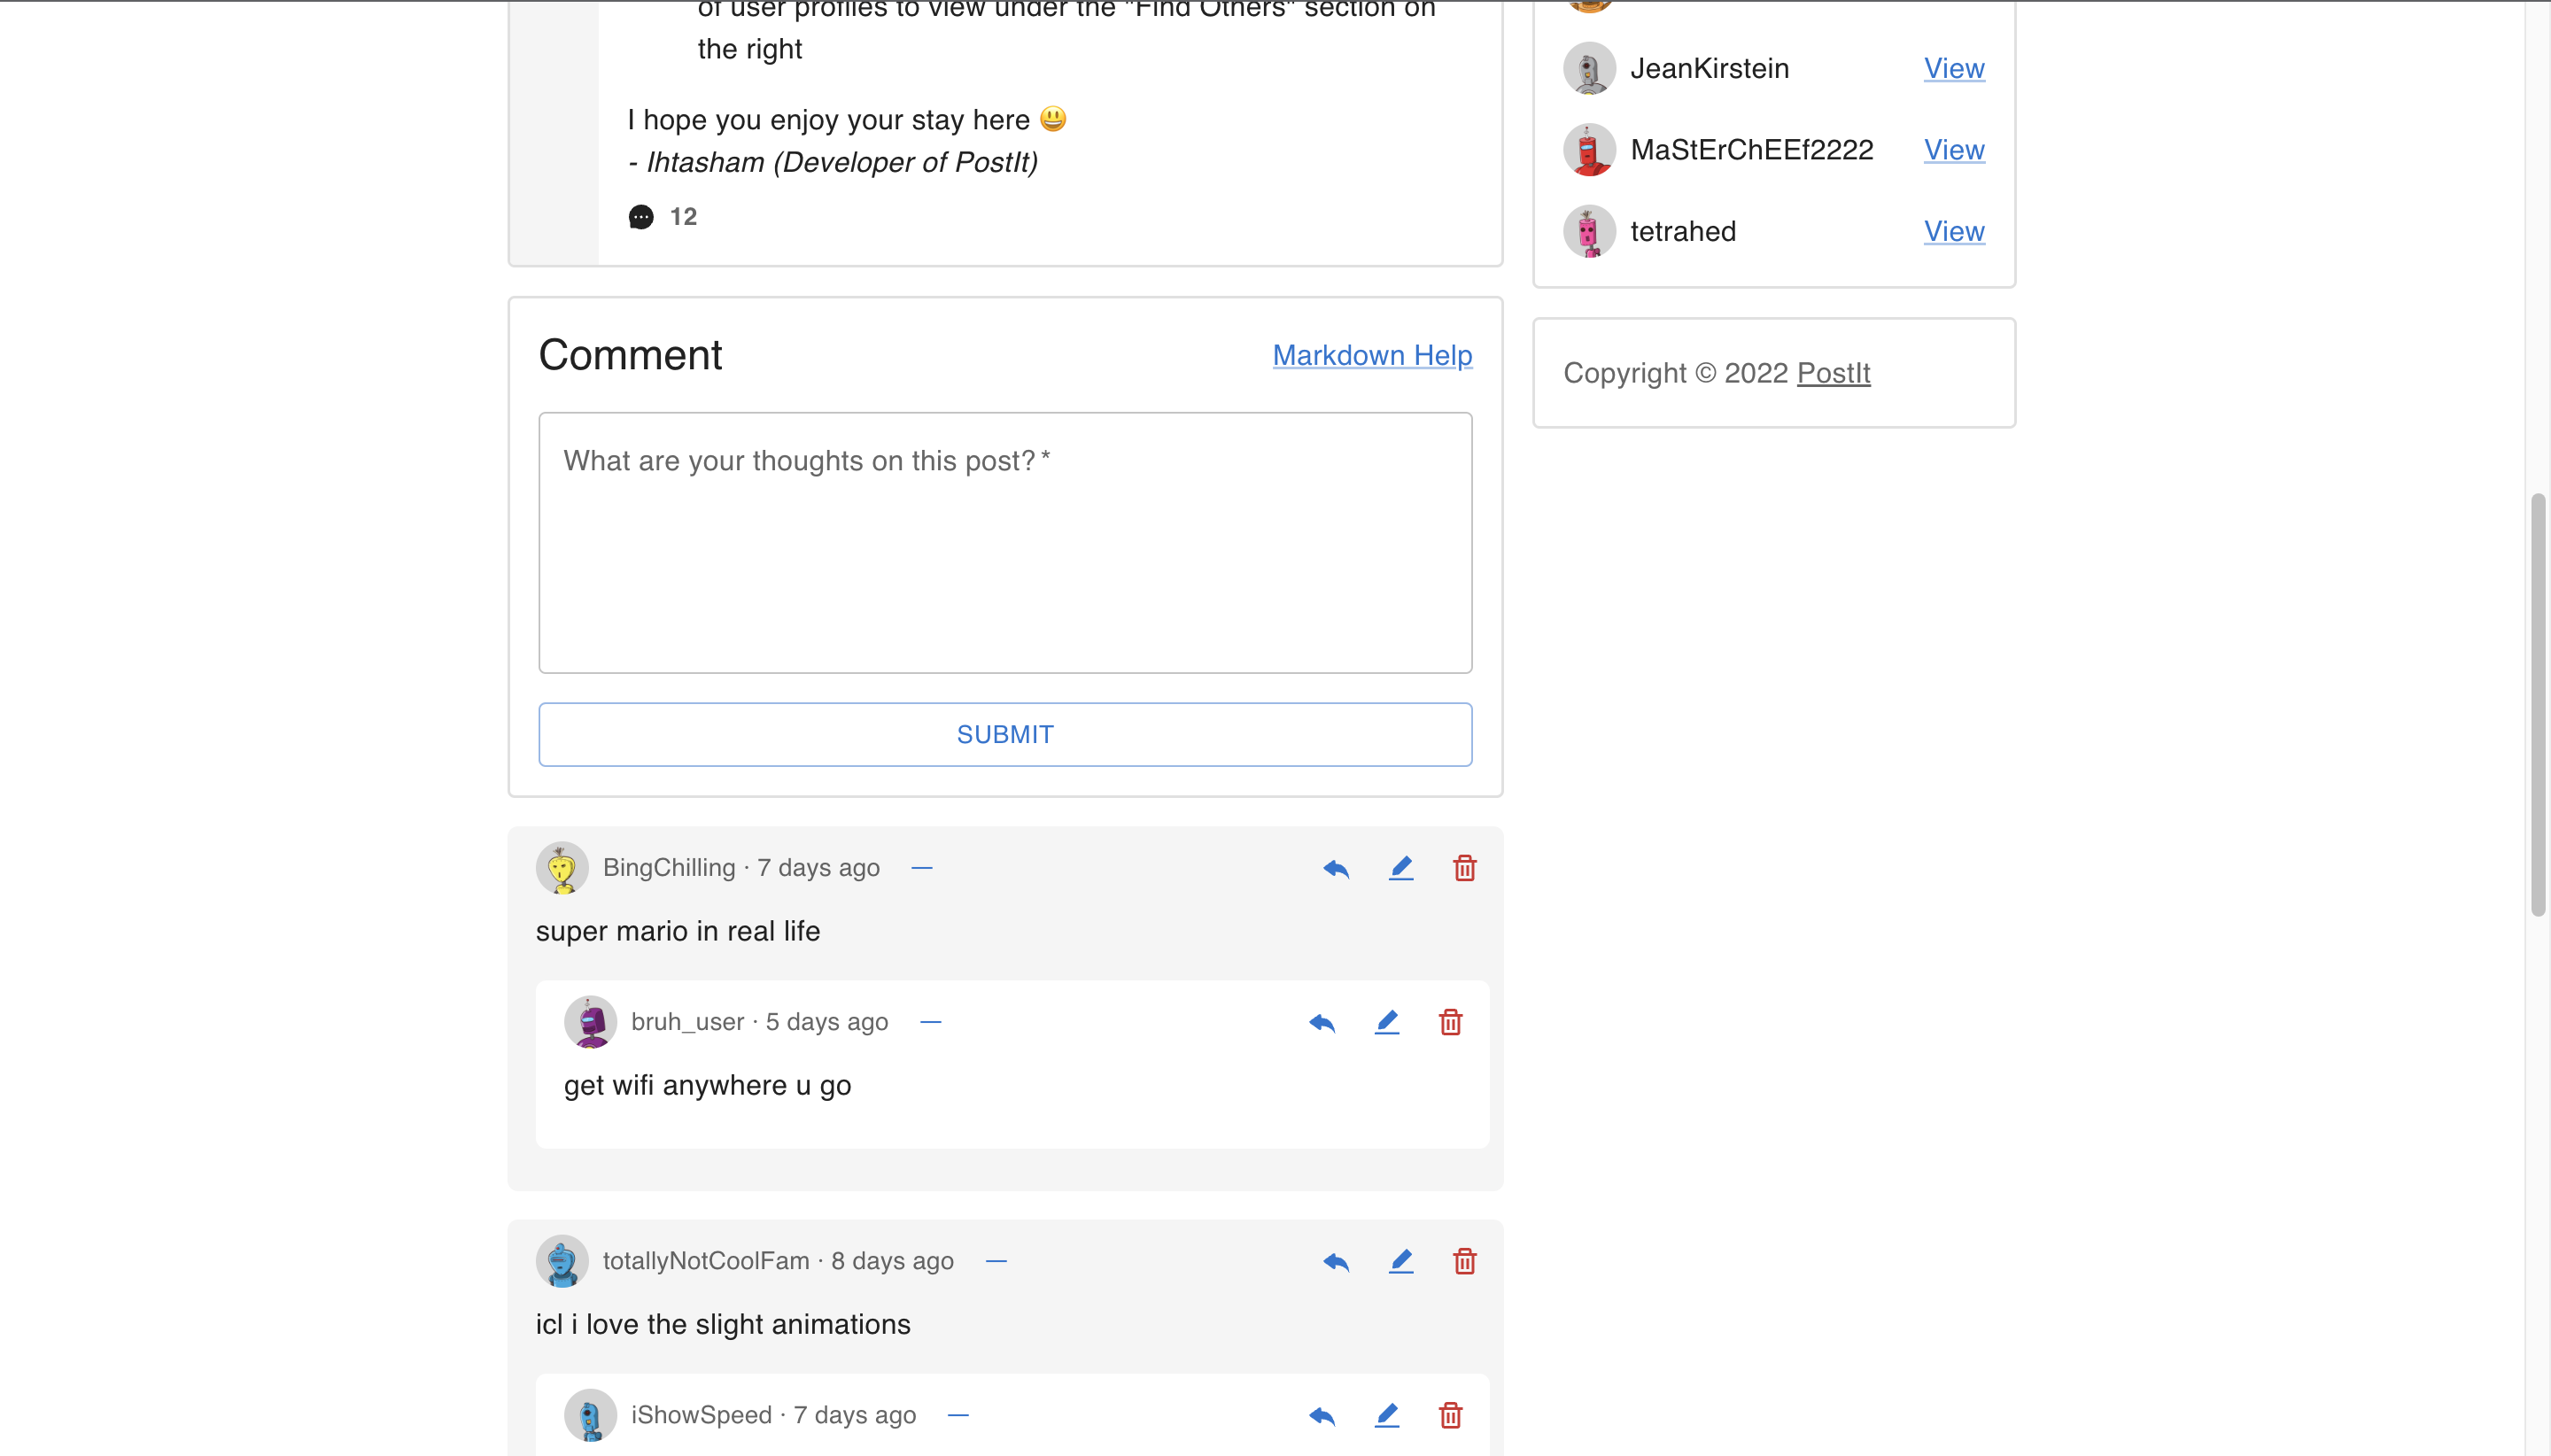 of user profiles to view under the "Find Others" section on
the right
I hope you enjoy your stay here 😃
- Ihtasham (Developer of PostIt)
12
Comment
Markdown Help
What are your thoughts on this post? *
SUBMIT
BingChilling · 7 days ago —
super mario in real life
bruh_user · 5 days ago —
get wifi anywhere u go
totallyNotCoolFam · 8 days ago —
icl i love the slight animations
iShowSpeed · 7 days ago —
JeanKirstein View
MaStErChEEf2222 View
tetrahed View
Copyright © 2022 PostIt